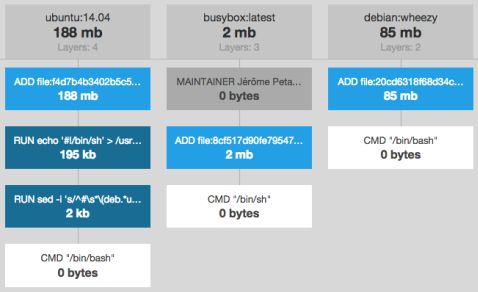 ubuntu:14.04
188 mb
Layers: 4
ADD file:f4d7b4b3402b5c5...
188 mb
RUN echo '#!/bin/sh' > /usr...
195 kb
RUN sed -i 's/^#\s*\(deb.*u...
2 kb
CMD "/bin/bash"
0 bytes
busybox:latest
2 mb
Layers: 3
MAINTAINER Jérôme Peta...
0 bytes
ADD file:8cf517d90fe79547...
2 mb
CMD "/bin/sh"
0 bytes
debian:wheezy
85 mb
Layers: 2
ADD file:20cd6318f68d34c...
85 mb
CMD "/bin/bash"
0 bytes